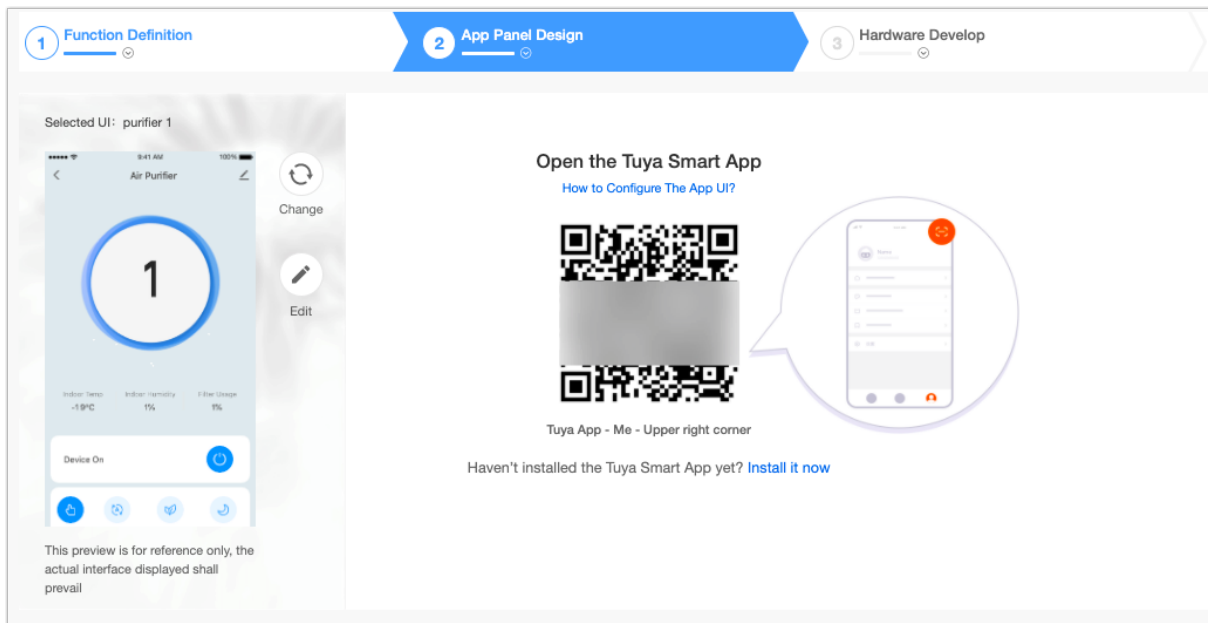 1 Function Definition
2 App Panel Design
3 Hardware Develop
Selected UI: purifier 1
9:41 AM 100%
Air Purifier
1
Indoor Temp Indoor Humidity Filter Usage
-19°C 1% 1%
Device On
Change
Edit
This preview is for reference only, the
actual interface displayed shall
prevail
Open the Tuya Smart App
How to Configure The App UI?
Tuya App - Me - Upper right corner
Haven't installed the Tuya Smart App yet? Install it now